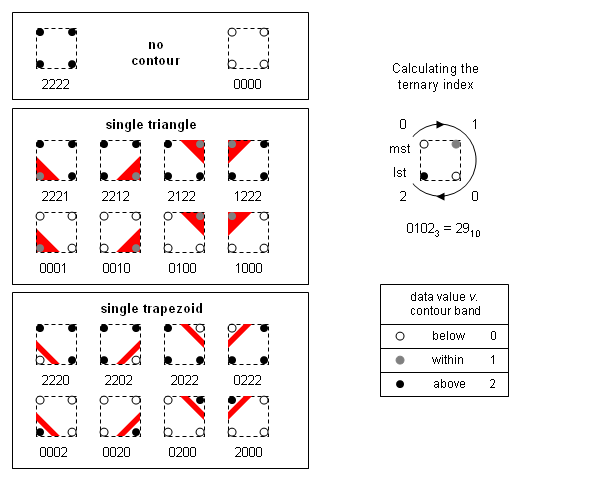 no
contour
2222 0000
single triangle
2221 2212 2122 1222
0001 0010 0100 1000
single trapezoid
2220 2202 2022 0222
0002 0020 0200 2000
Calculating the
ternary index
0 1
mst
lst
2 0
0102₃ = 29₁₀
data value v.
contour band
below 0
within 1
above 2